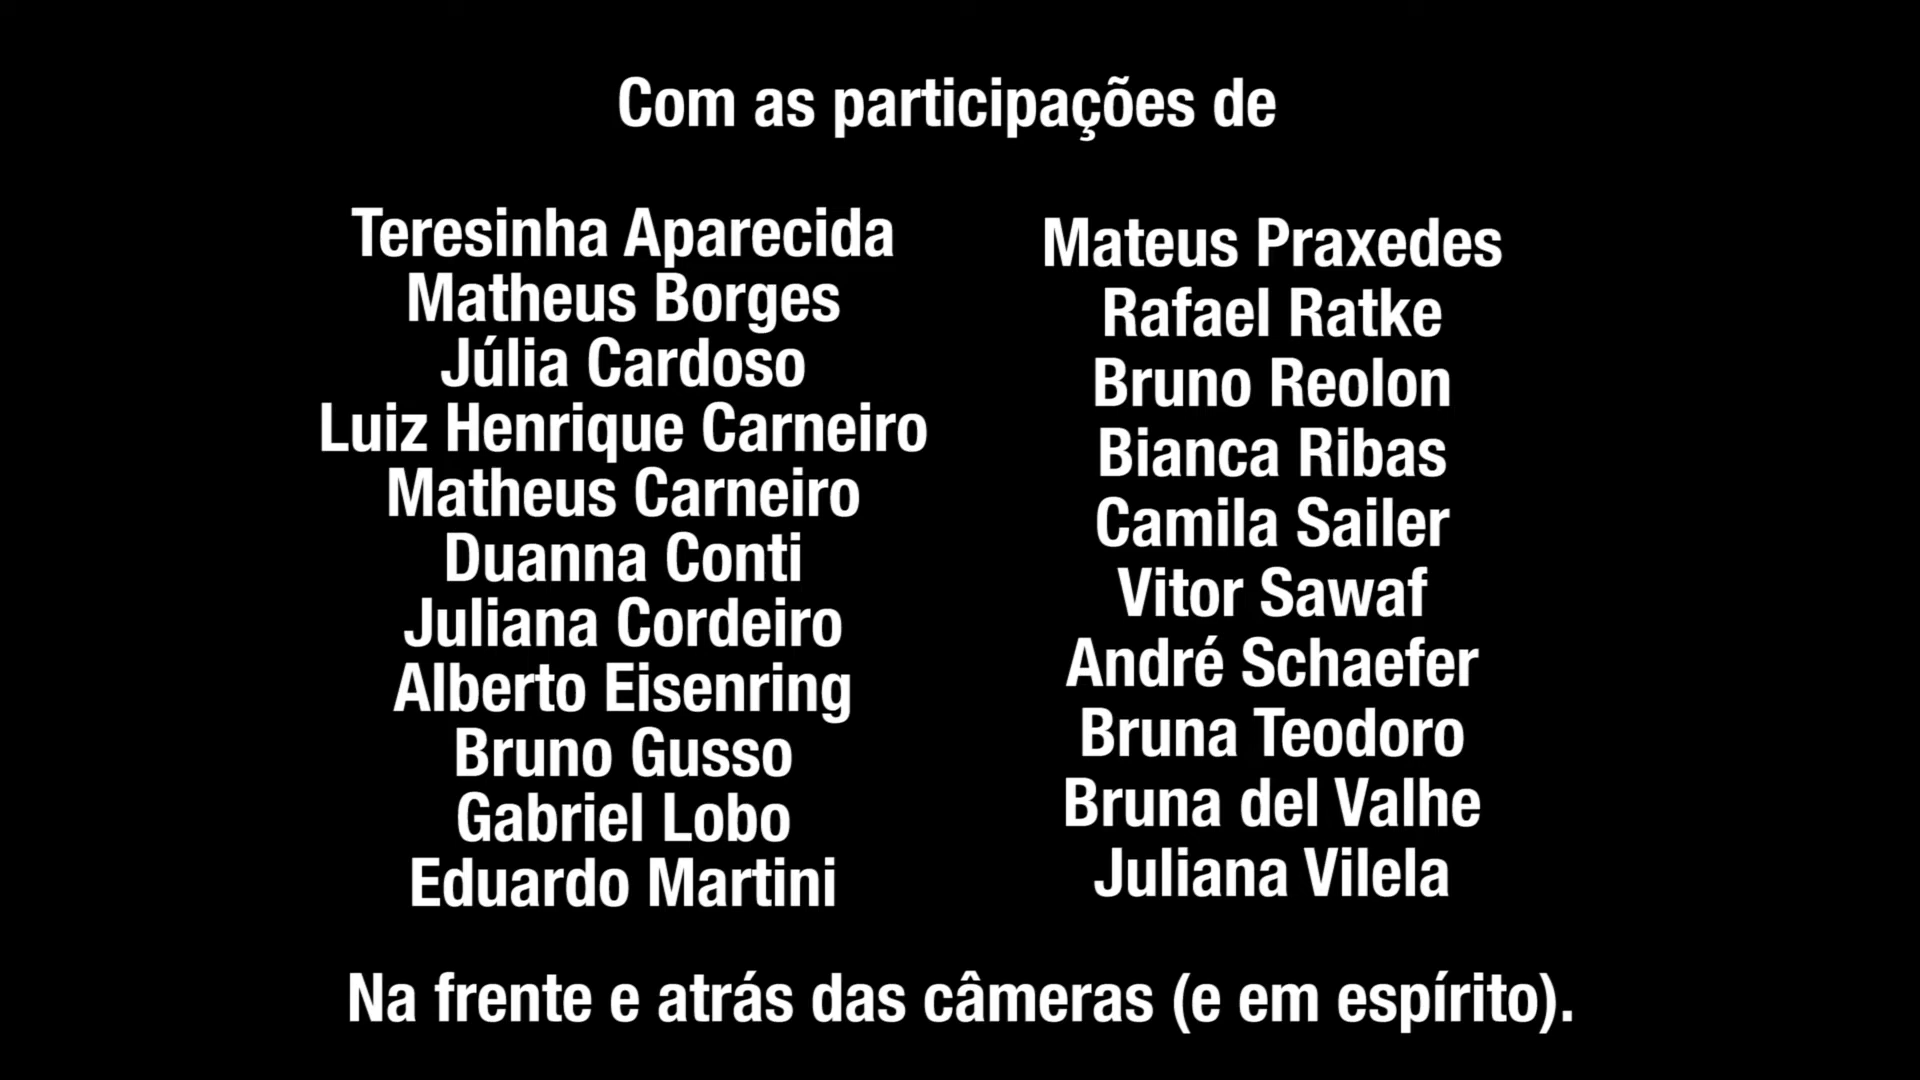 Com as participações de
Teresinha Aparecida
Matheus Borges
Júlia Cardoso
Luiz Henrique Carneiro
Matheus Carneiro
Duanna Conti
Juliana Cordeiro
Alberto Eisenring
Bruno Gusso
Gabriel Lobo
Eduardo Martini
Mateus Praxedes
Rafael Ratke
Bruno Reolon
Bianca Ribas
Camila Sailer
Vitor Sawaf
André Schaefer
Bruna Teodoro
Bruna del Valhe
Juliana Vilela
Na frente e atrás das câmeras (e em espírito).